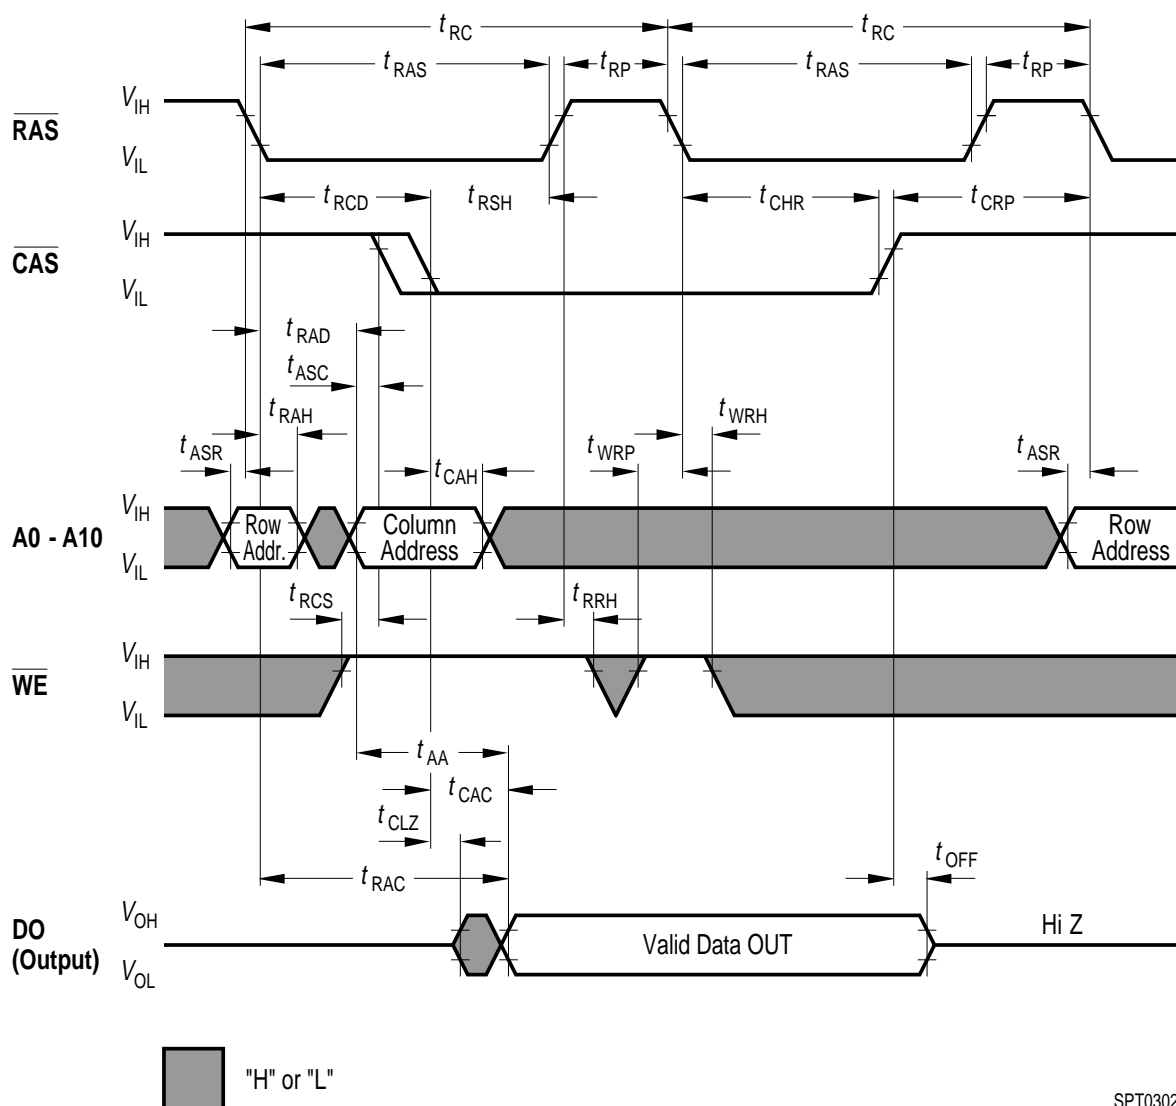 tRC tRC
tRAS tRP tRAS tRP
RAS VIH
VIL
tRCD tRSH tCHR tCRP
CAS VIH
VIL
tRAD
tASC
tRAH tWRH
tASR tCAH tWRP tASR
A0 - A10 VIH
VIL
Row
Addr.
Column
Address
Row
Address
tRCS tRRH
WE VIH
VIL
tAA
tCAC
tCLZ
tOFF
tRAC
DO
(Output)
VOH
VOL
Valid Data OUT
Hi Z
"H" or "L"
SPT0302